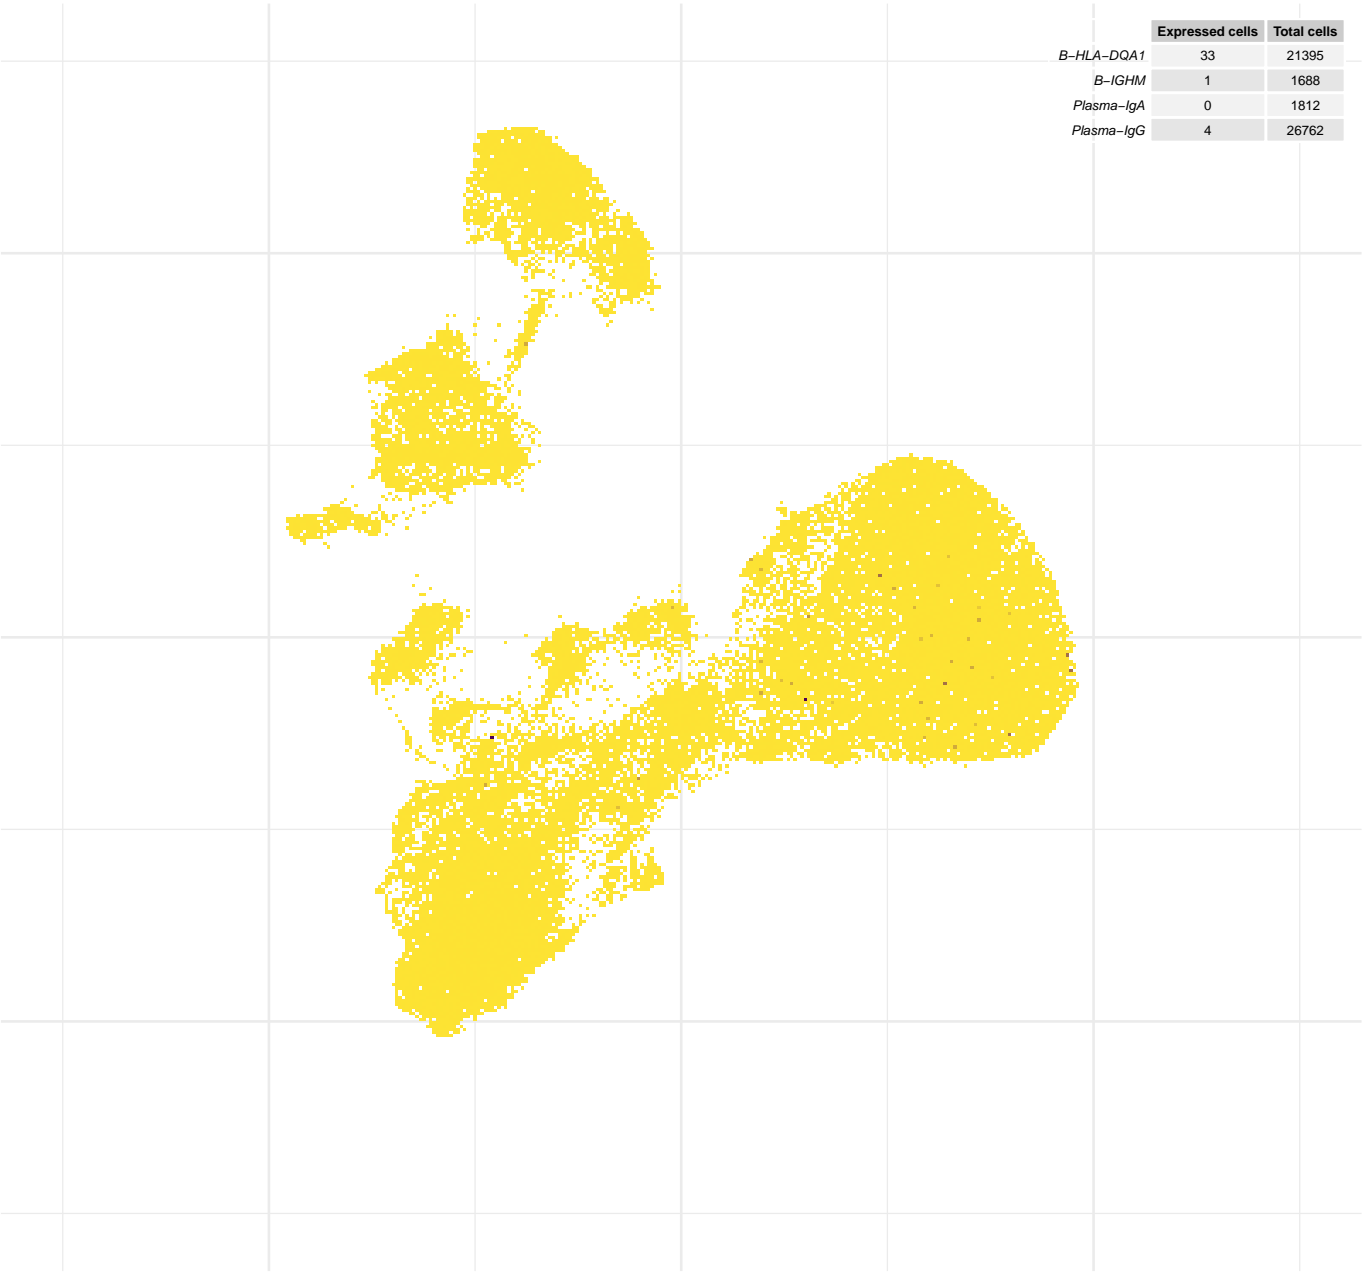 Expressed cells Total cells
B−HLA−DQA1 33 21395
B−IGHM 1 1688
Plasma−IgA 0 1812
Plasma−IgG 4 26762